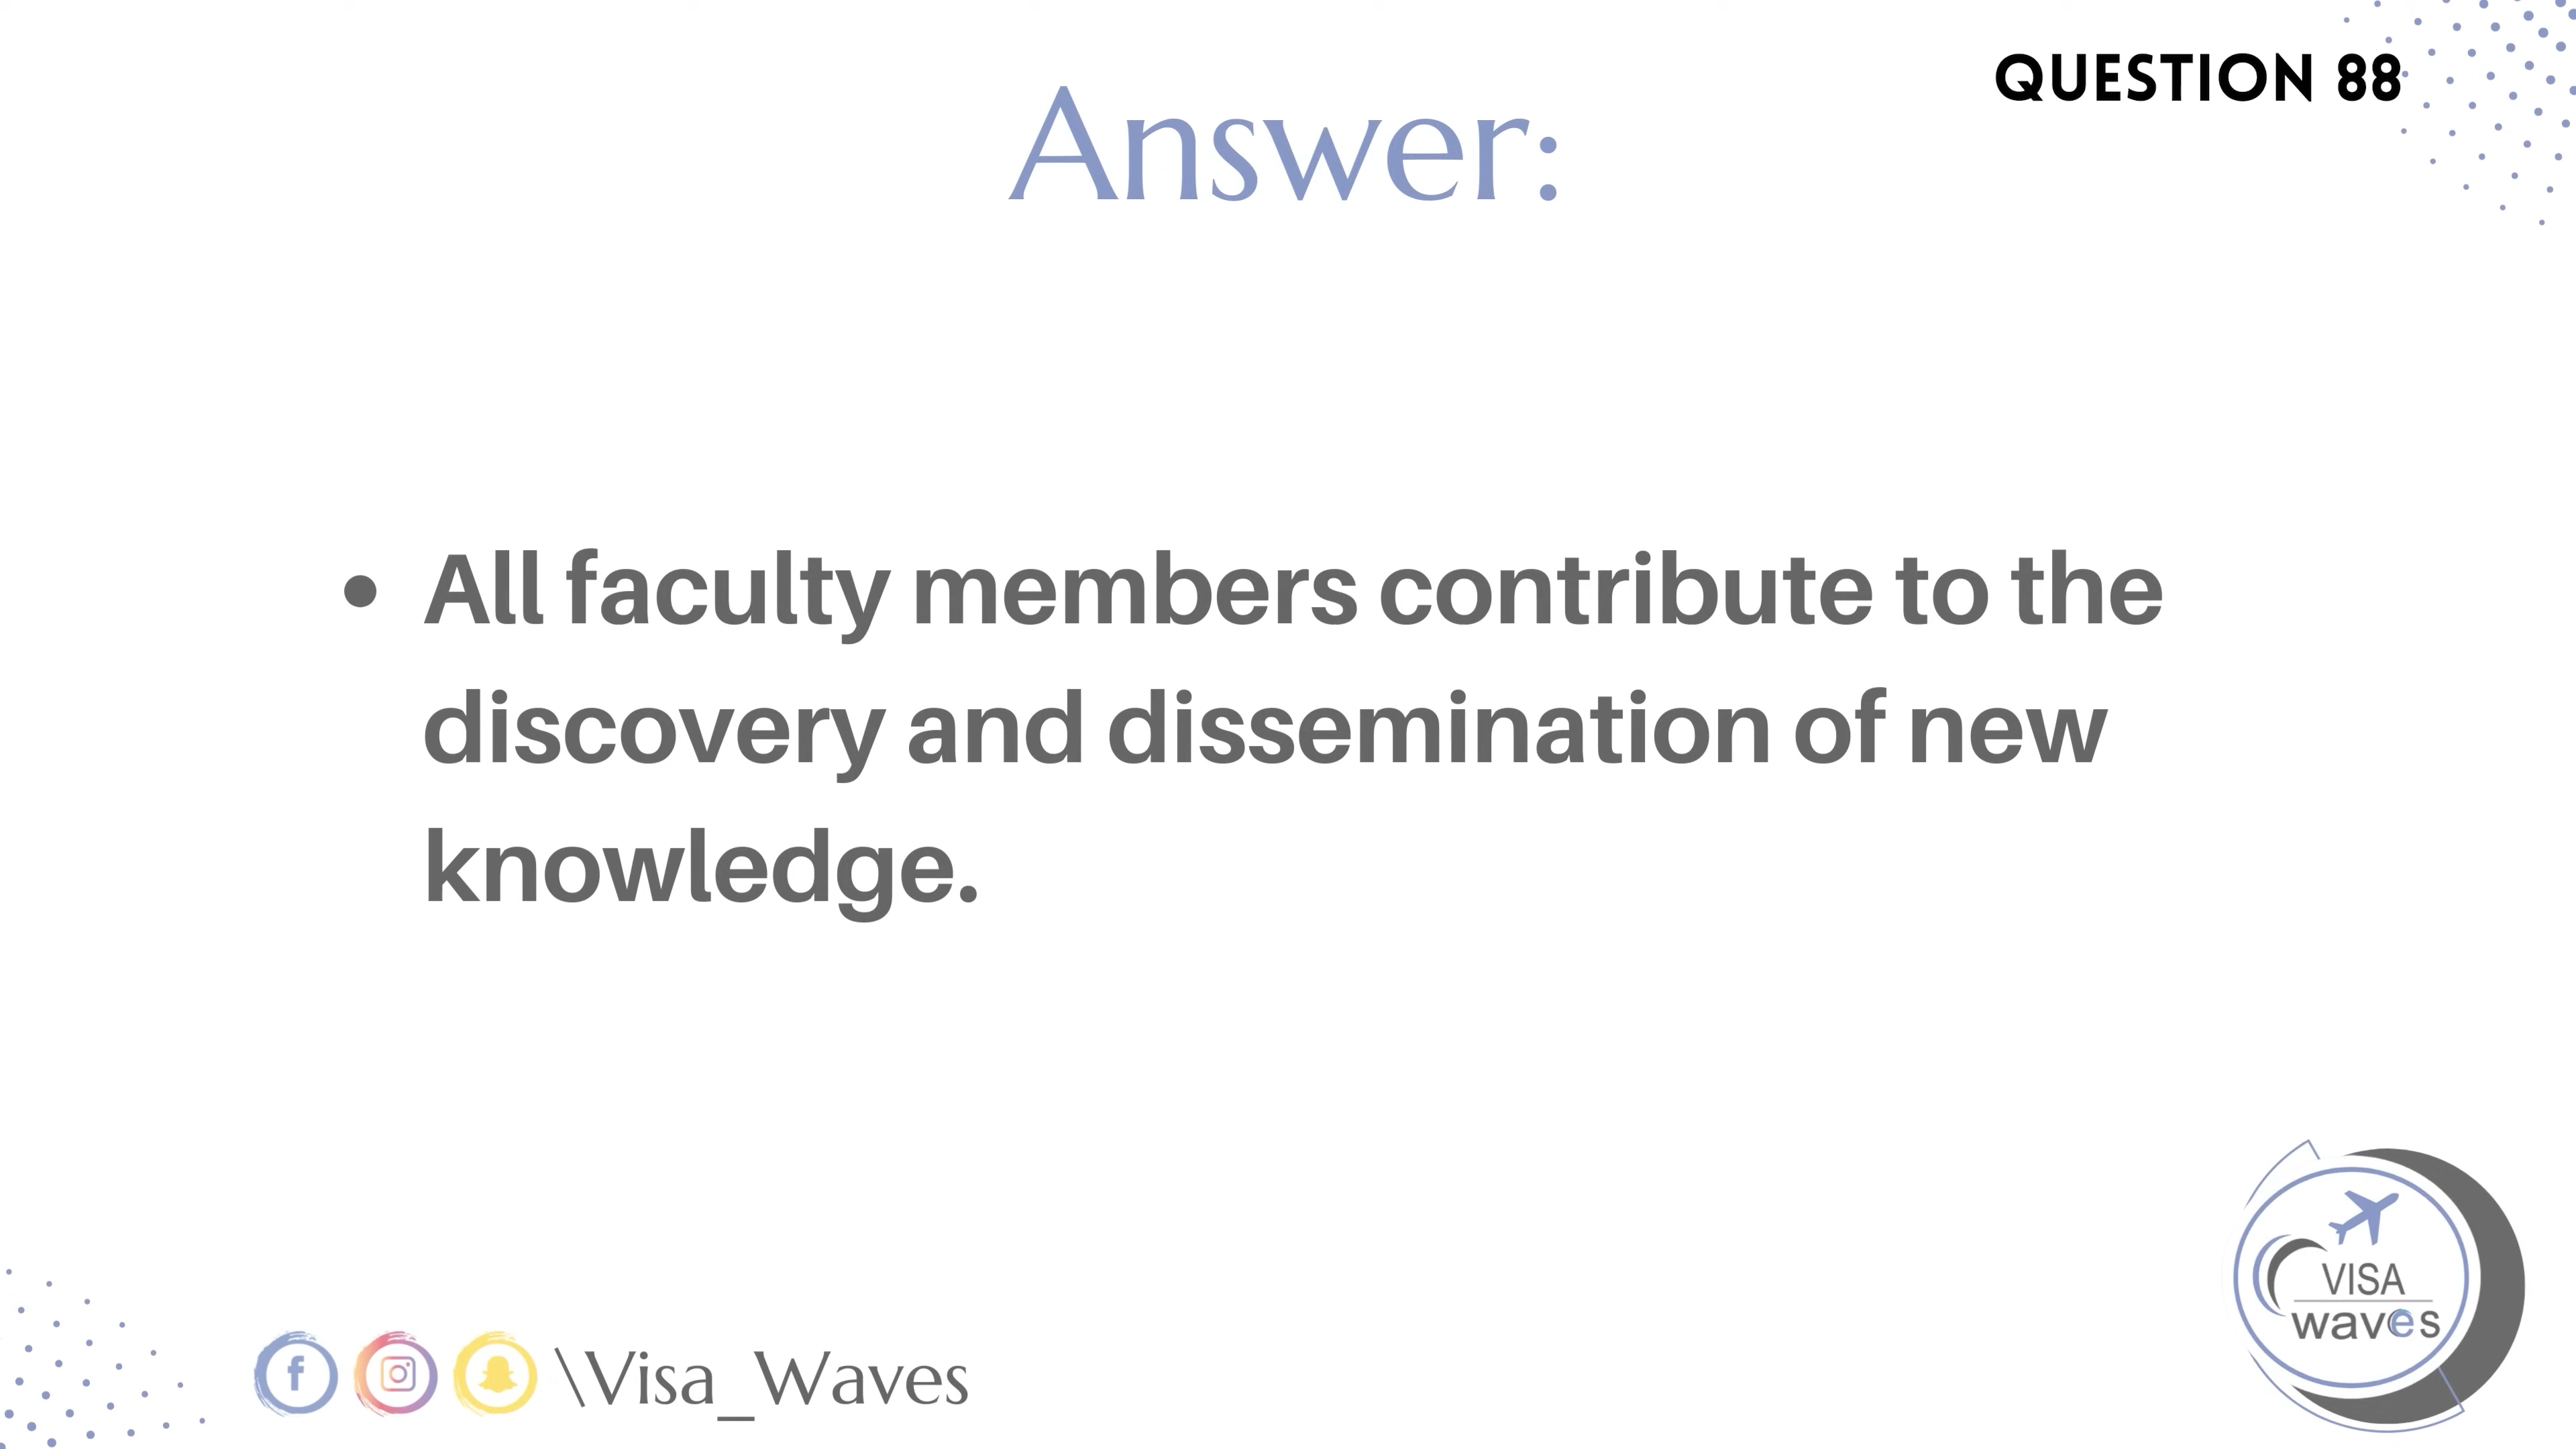 QUESTION 88
Answer:
• All faculty members contribute to the
discovery and dissemination of new
knowledge.
\Visa_Waves
VISA
waves